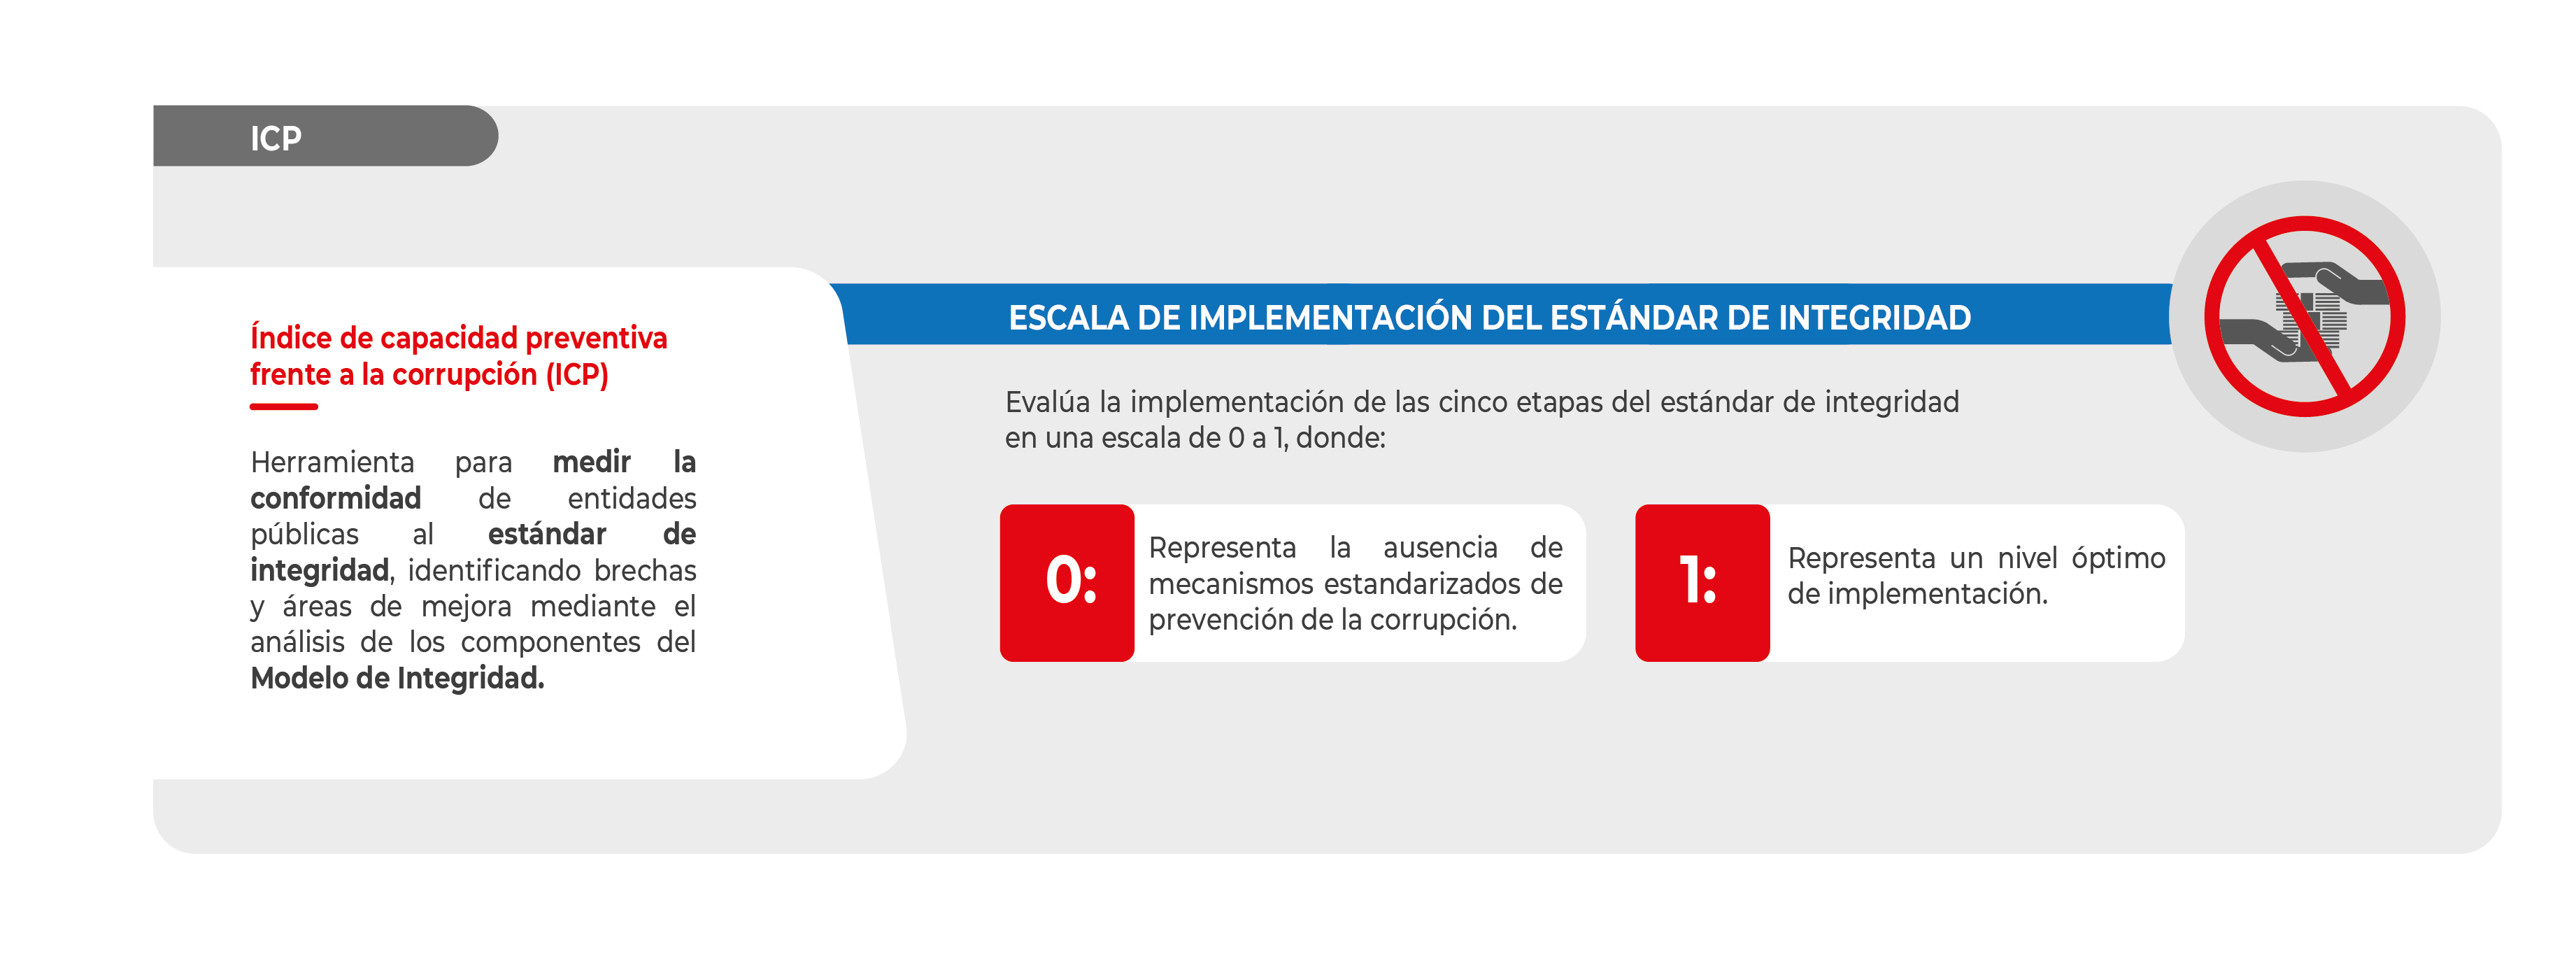 ICP
Índice de capacidad preventiva
frente a la corrupción (ICP)
Herramienta para medir la
conformidad de entidades
públicas al estándar de
integridad, identificando brechas
y áreas de mejora mediante el
análisis de los componentes del
Modelo de Integridad.
ESCALA DE IMPLEMENTACIÓN DEL ESTÁNDAR DE INTEGRIDAD
Evalúa la implementación de las cinco etapas del estándar de integridad
en una escala de 0 a 1, donde:
0:
Representa la ausencia de
mecanismos estandarizados de
prevención de la corrupción.
1:
Representa un nivel óptimo
de implementación.